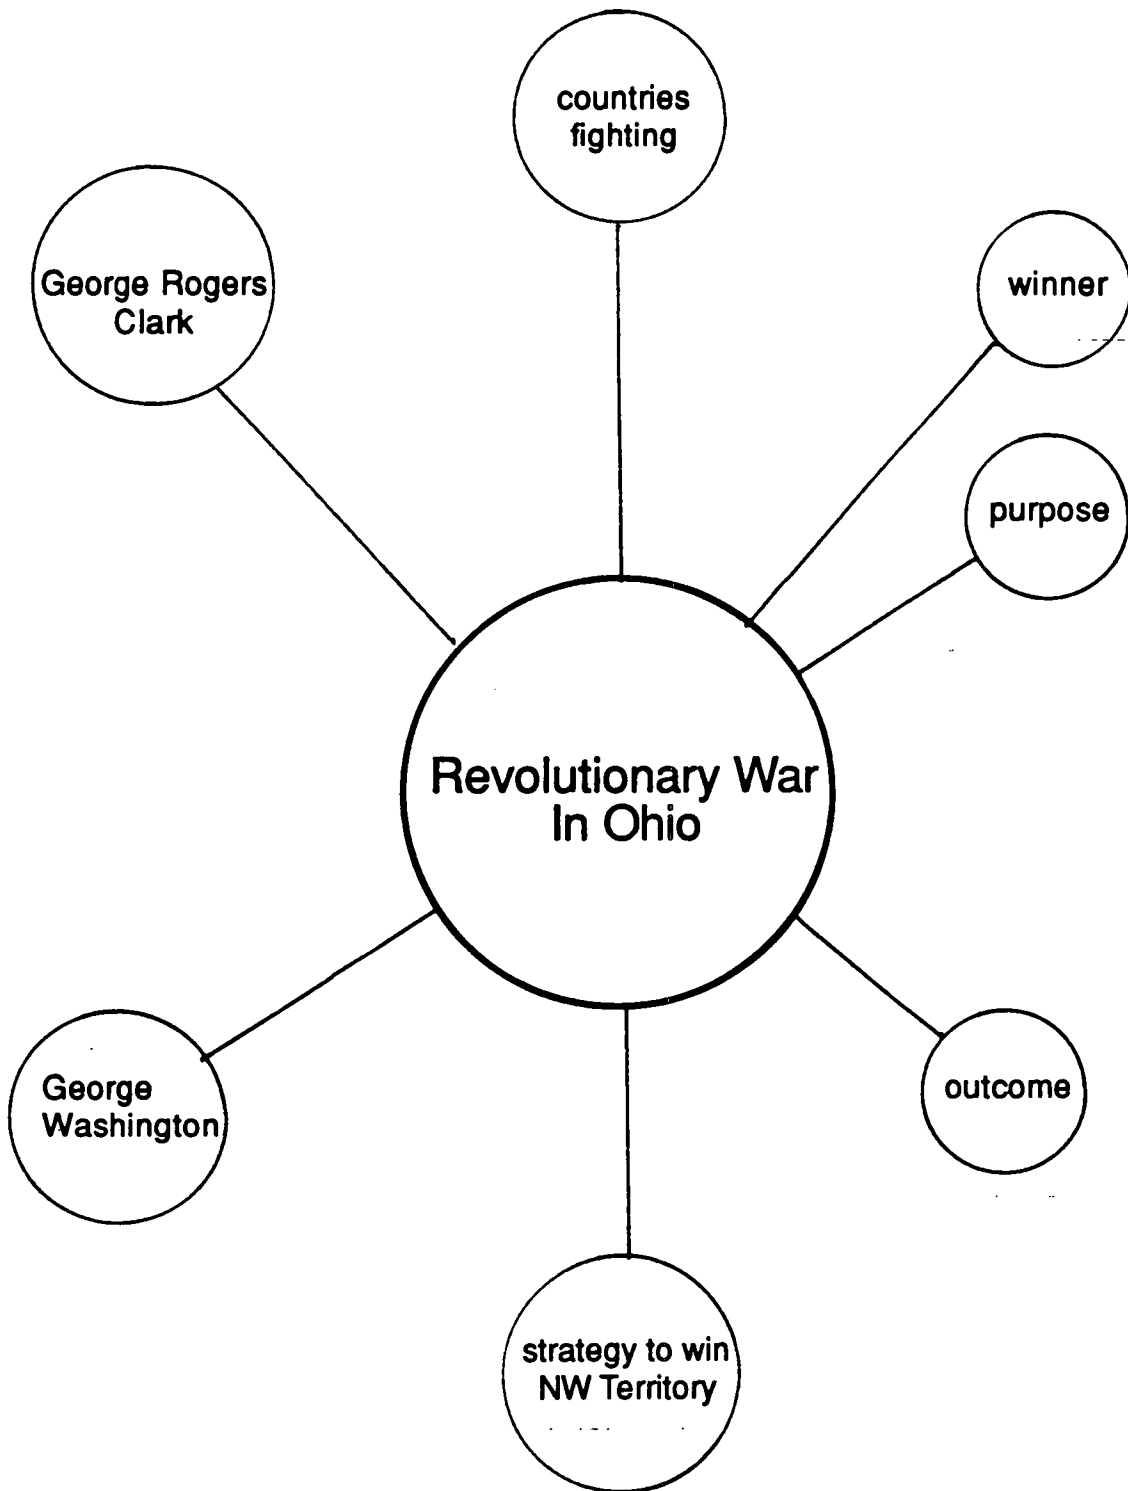 countries
fighting
George Rogers
Clark
winner
purpose
Revolutionary War
In Ohio
George
Washington
outcome
strategy to win
NW Territory